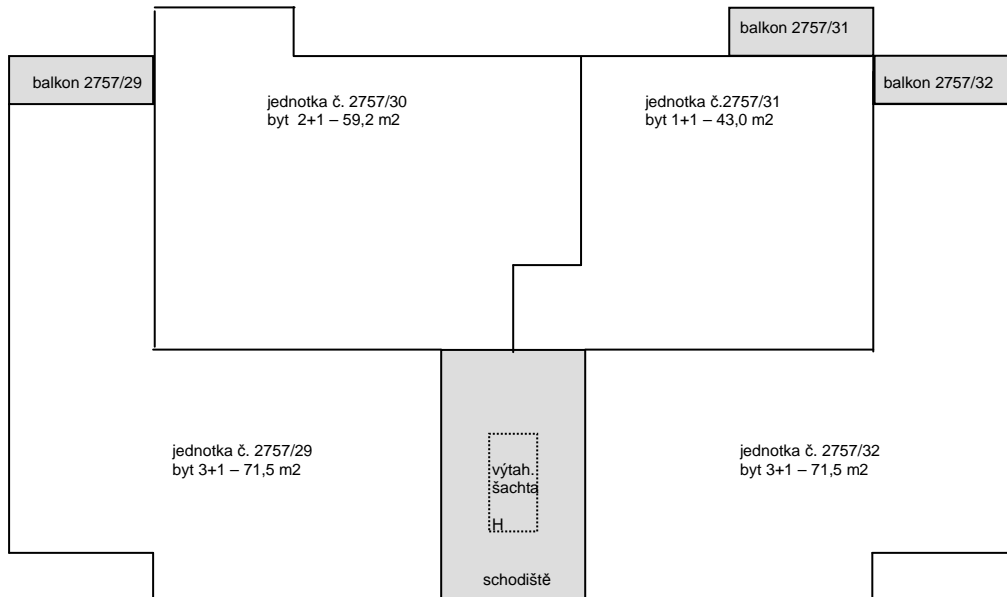 balkon 2757/31
balkon 2757/29
balkon 2757/32
jednotka č. 2757/30
byt  2+1 – 59,2 m2
jednotka č.2757/31
byt 1+1 – 43,0 m2
jednotka č. 2757/29
byt 3+1 – 71,5 m2
výtah.
šachta
H
jednotka č. 2757/32
byt 3+1 – 71,5 m2
schodiště